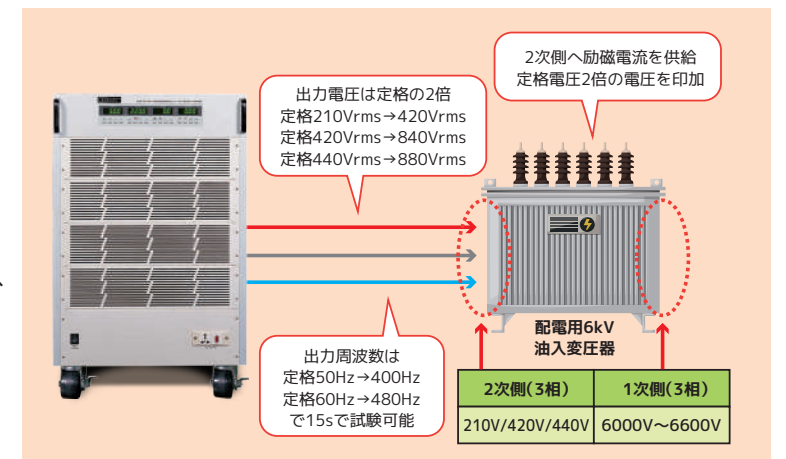 2次側へ励磁電流を供給
定格電圧2倍の電圧を印加
出力電圧は定格の2倍
定格210Vrms→420Vrms
定格420Vrms→840Vrms
定格440Vrms→880Vrms
出力周波数は
定格50Hz→400Hz
定格60Hz→480Hz
で15sで試験可能
配電用6kV
油入変圧器
2次側(3相)
1次側(3相)
210V/420V/440V
6000V〜6600V
、